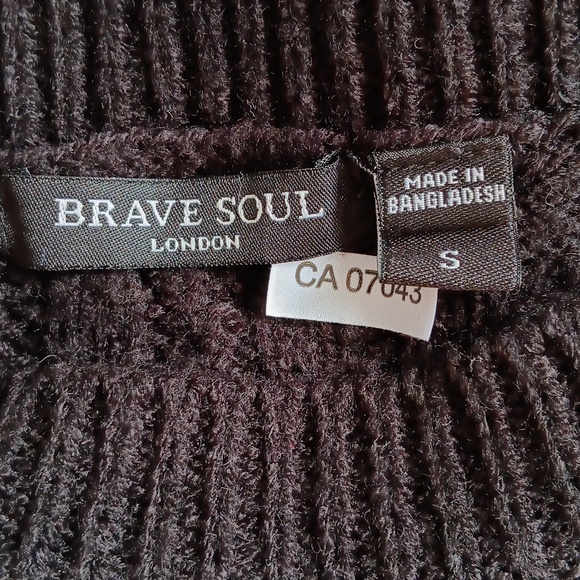 BRAVE SOUL
LONDON
MADE IN
BANGLADESH
S
CA 07043